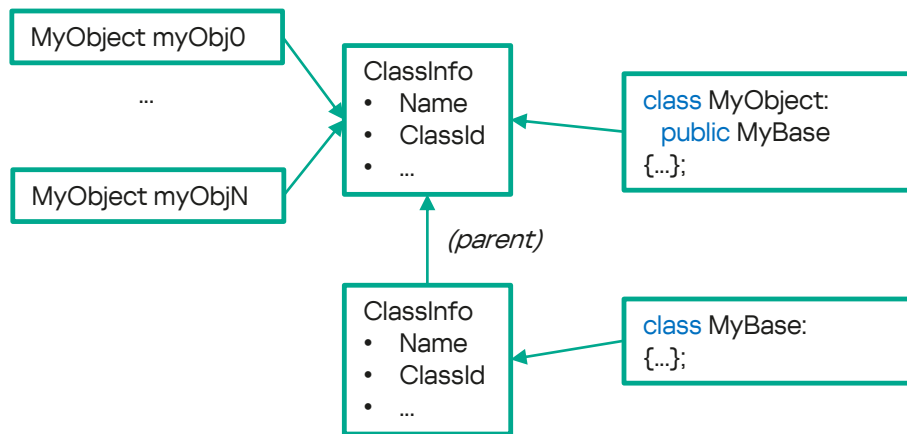 MyObject myObj0
...
MyObject myObjN
ClassInfo
• Name
• ClassId
• ...
class MyObject:
public MyBase
{...};
(parent)
ClassInfo
• Name
• ClassId
• ...
class MyBase:
{...};